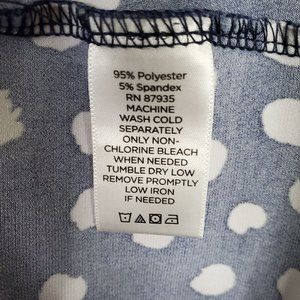 95% Polyester
5% Spandex
RN 87935
MACHINE
WASH COLD
SEPARATELY
ONLY NON-
CHLORINE BLEACH
WHEN NEEDED
TUMBLE DRY LOW
REMOVE PROMPTLY
LOW IRON
IF NEEDED